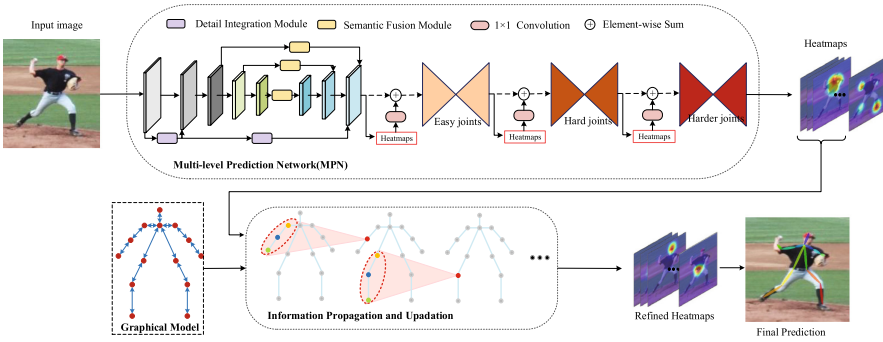 Input image
Detail Integration Module
Semantic Fusion Module
1×1 Convolution
Element-wise Sum
Heatmaps
Easy joints
Hard joints
Harder joints
Heatmaps
Heatmaps
Heatmaps
Multi-level Prediction Network(MPN)
Graphical Model
Information Propagation and Upadation
Refined Heatmaps
Final Prediction